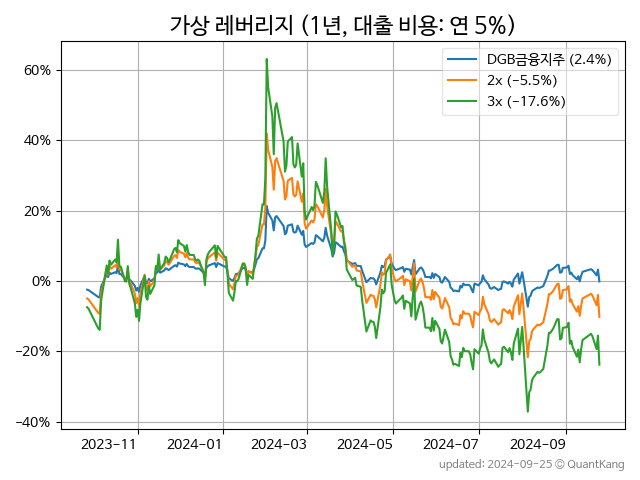 가상 레버리지 (1년, 대출 비용: 연 5%)
DGB금융지주 (2.4%)
2x (−5.5%)
3x (−17.6%)
60%
40%
20%
0%
−20%
−40%
2023-11 2024-01 2024-03 2024-05 2024-07 2024-09
updated: 2024-09-25 © QuantKang